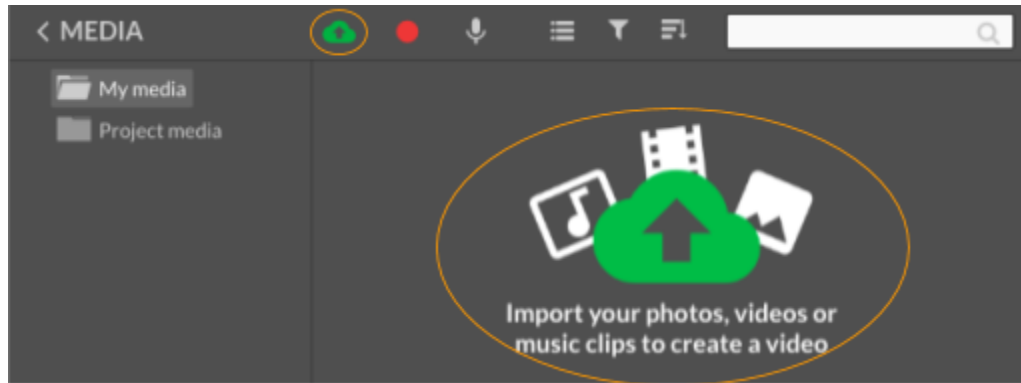 < MEDIA
My media
Project media
Import your photos, videos or
music clips to create a video